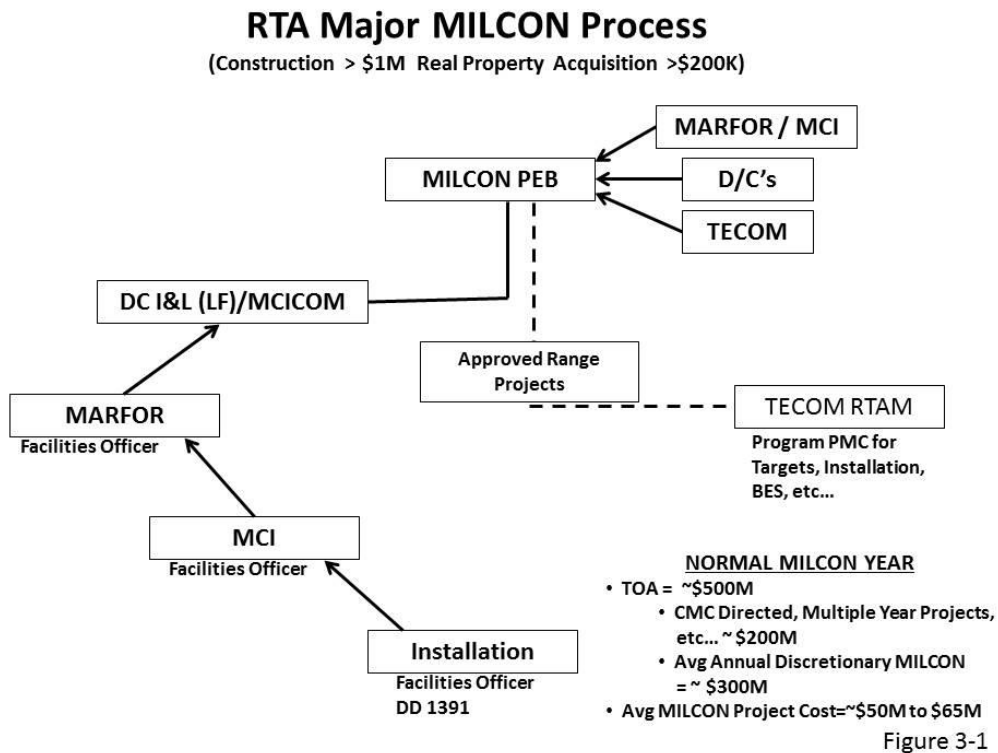 RTA Major MILCON Process
(Construction > $1M Real Property Acquisition >$200K)
MARFOR / MCI
MILCON PEB
D/C's
TECOM
DC I&L (LF)/MCICOM
Approved Range
Projects
MARFOR
Facilities Officer
TECOM RTAM
Program PMC for
Targets, Installation,
BES, etc...
MCI
Facilities Officer
Installation
Facilities Officer
DD 1391
NORMAL MILCON YEAR
• TOA = ~$500M
• CMC Directed, Multiple Year Projects,
etc... ~ $200M
• Avg Annual Discretionary MILCON
= ~ $300M
• Avg MILCON Project Cost=~$50M to $65M
Figure 3-1